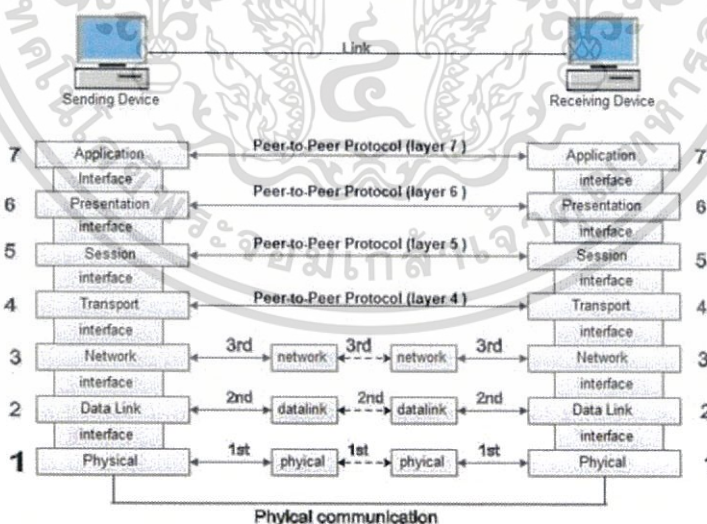 Link
Sending Device Receiving Device
7 Application Peer-to-Peer Protocol (layer 7 ) Application 7
Interface interface
6 Presentation Peer-to-Peer Protocol (layer 6 ) Presentation 6
interface interface
5 Session Peer-to-Peer Protocol (layer 5 ) Session 5
interface interface
4 Transport Peer-to-Peer Protocol (layer 4 ) Transport 4
interface interface
3 Network 3rd network 3rd network 3rd Network 3
interface interface
2 Data Link 2nd datalink 2nd datalink 2nd Data Link 2
interface interface
1 Physical 1st phyical 1st phyical 1st Phyical 1
Phyical communication